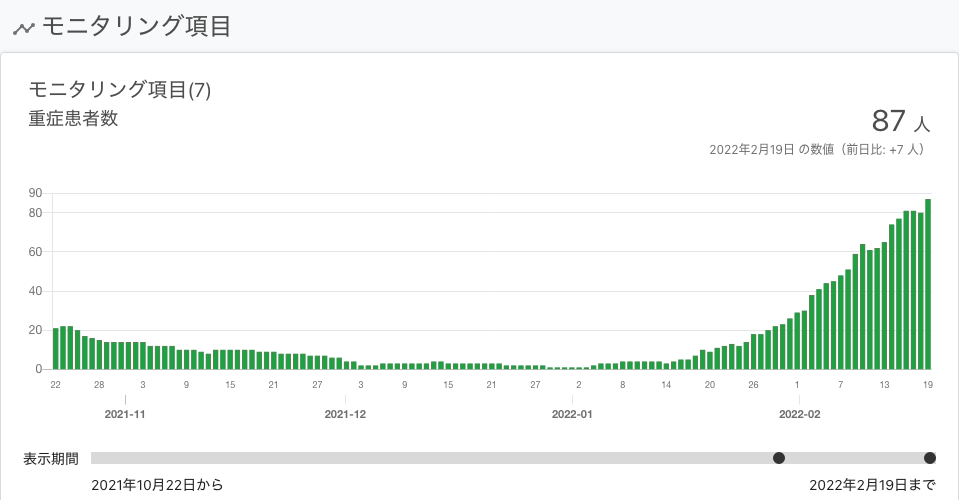 モニタリング項目
モニタリング項目(7)
重症患者数
87 人
2022年2月19日 の数値（前日比: +7 人）
90
80
60
40
20
0
22 28 3 9 15 21 27 3 9 15 21 27 2 8 14 20 26 1 7 13 19
2021-11 2021-12 2022-01 2022-02
表示期間
2021年10月22日から 2022年2月19日まで